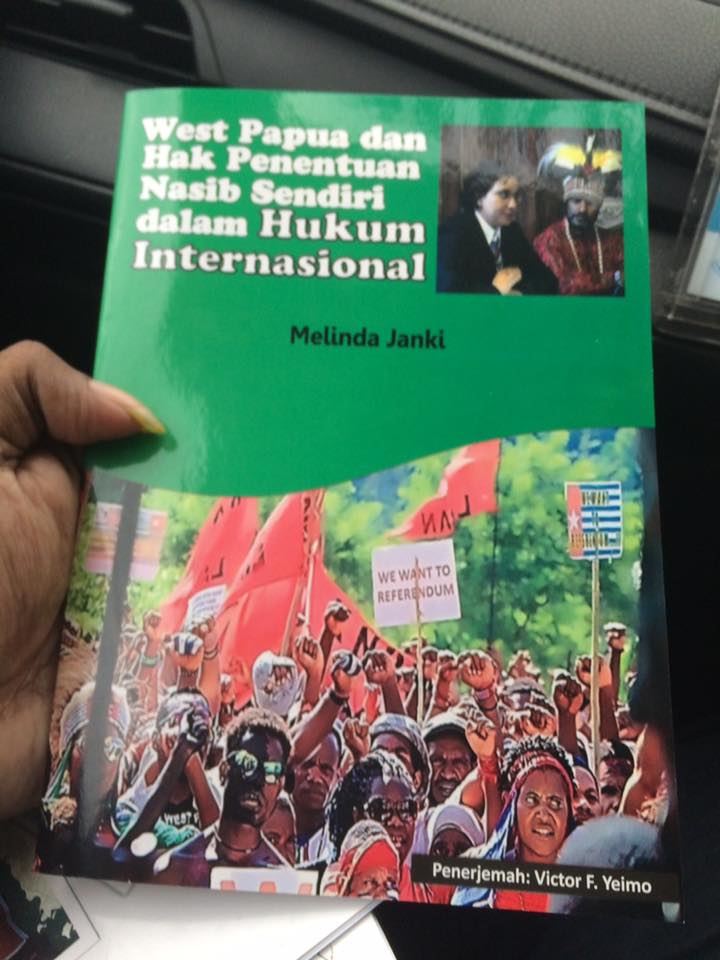 West Papua dan
Hak Penentuan
Nasib Sendiri
dalam Hukum
Internasional
Melinda Janki
WE WANT TO
REFERENDUM
Penerjemah: Victor F. Yeimo